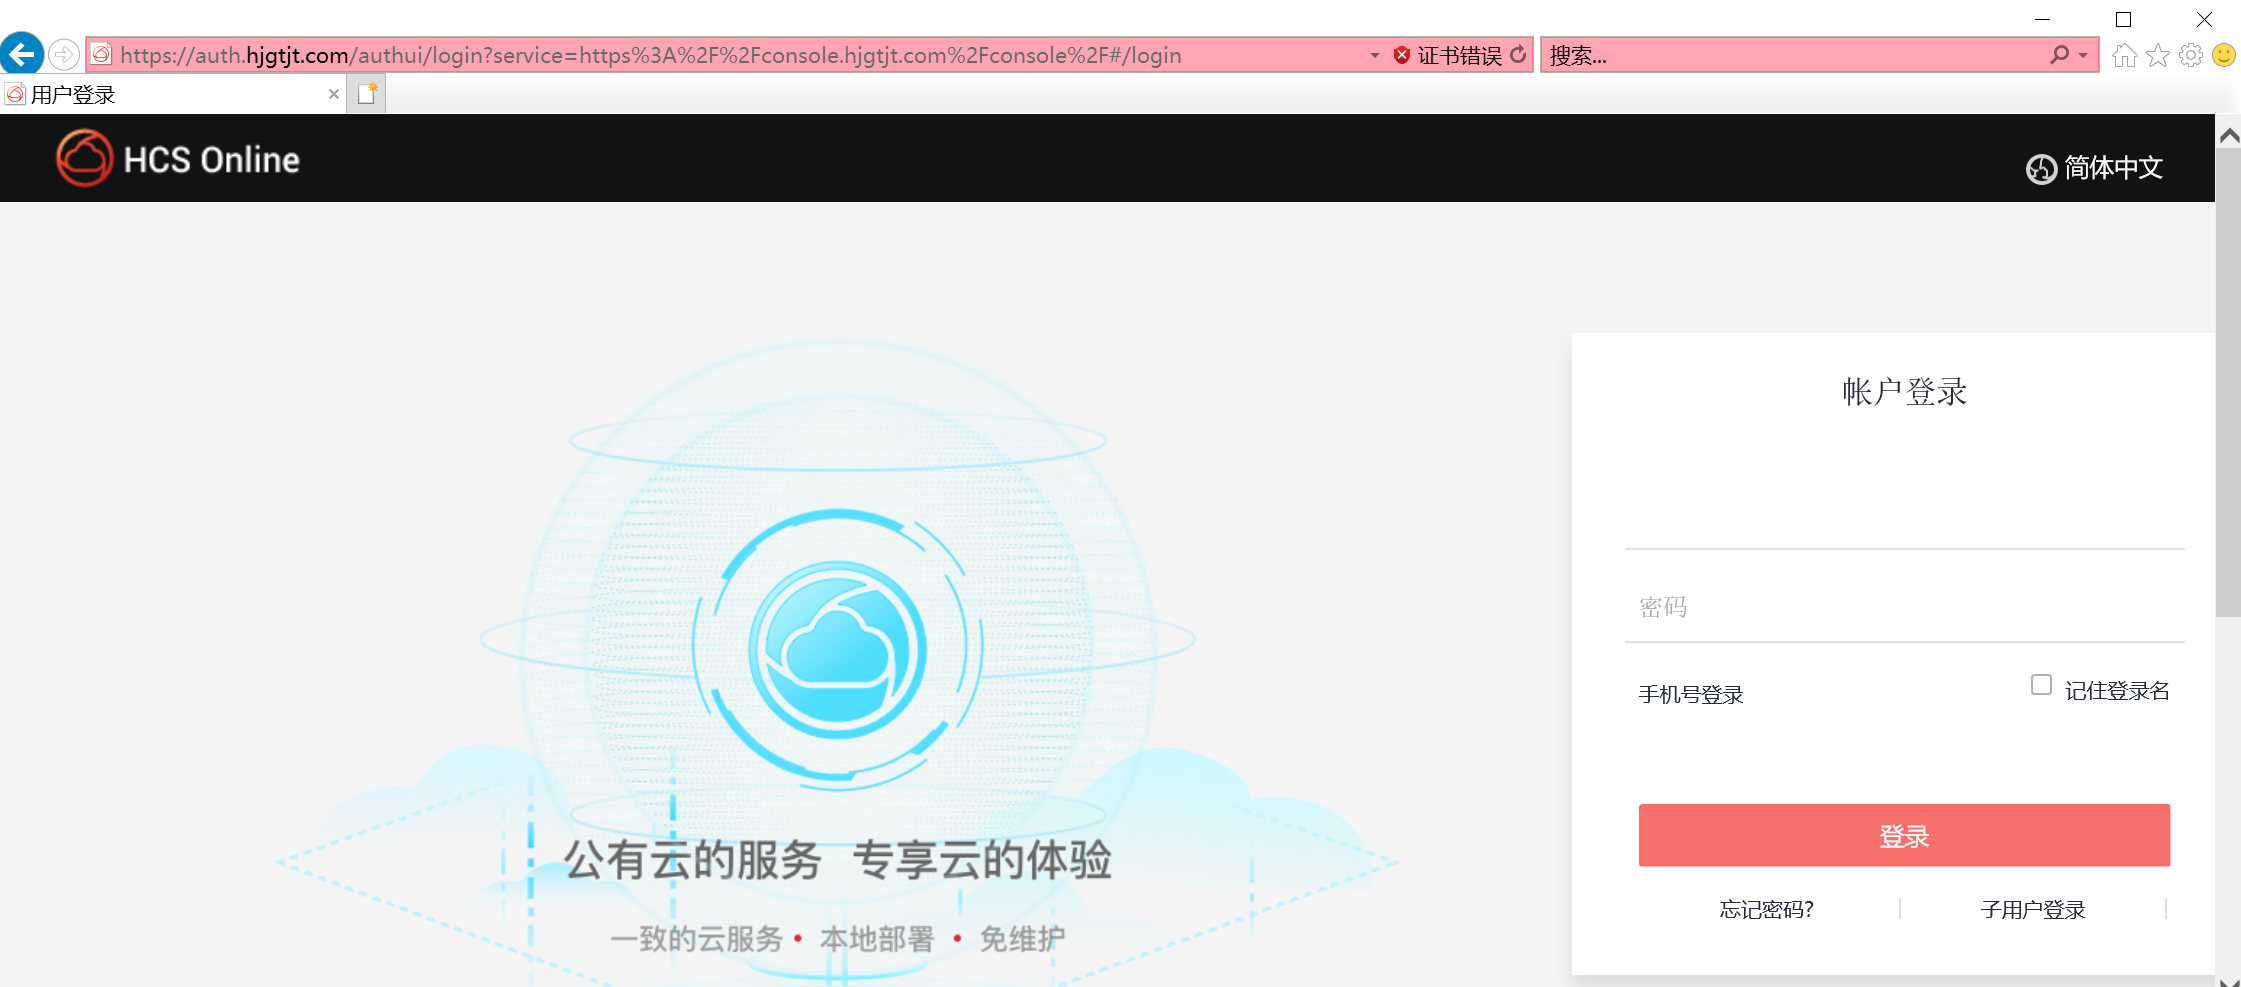 https://auth.hjgtjt.com/authui/login?service=https%3A%2F%2Fconsole.hjgtjt.com%2Fconsole%2F#/login
证书错误
搜索...
用户登录
HCS Online
简体中文
帐户登录
密码
手机号登录
记住登录名
登录
忘记密码?
子用户登录
公有云的服务 专享云的体验
一致的云服务 • 本地部署 • 免维护